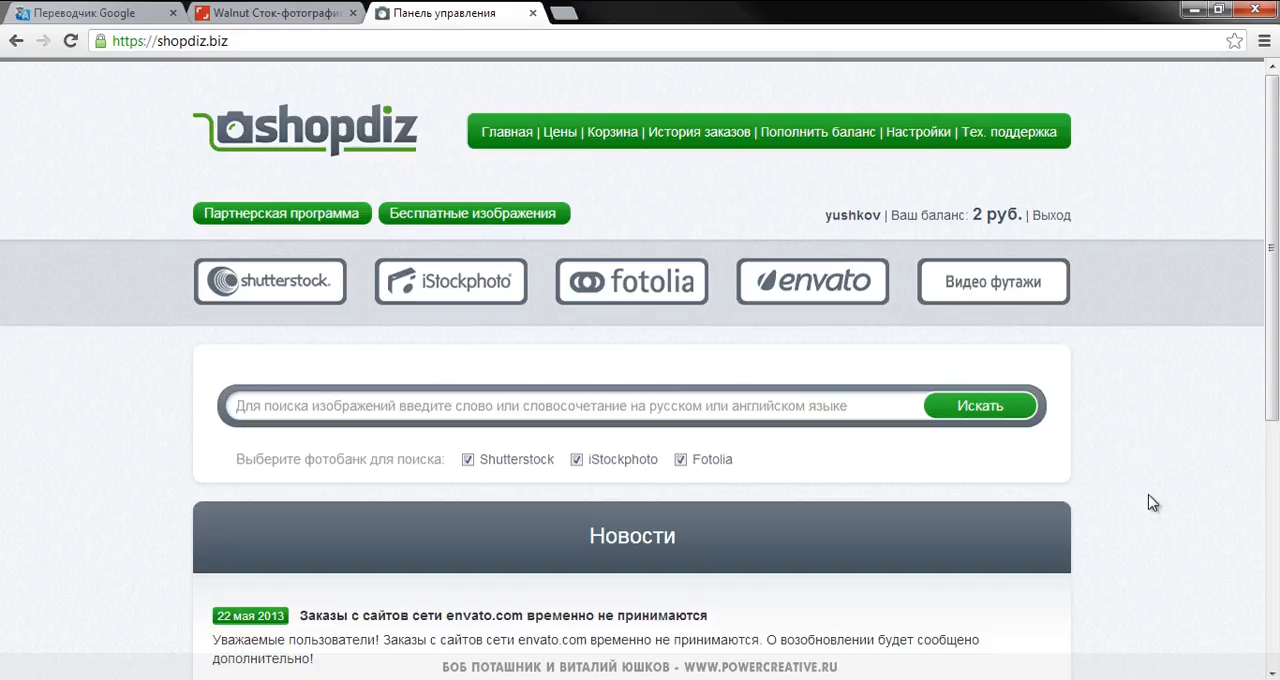 Переводчик Google
Walnut Сток-фотографи
Панель управления
https://shopdiz.biz
shopdiz
Главная | Цены | Корзина | История заказов | Пополнить баланс | Настройки | Тех. поддержка
Партнерская программа
Бесплатные изображения
yushkov | Ваш баланс: 2 руб. | Выход
shutterstock
iStockphoto
fotolia
envato
Видео футажи
Для поиска изображений введите слово или словосочетание на русском или английском языке
Искать
Выберите фотобанк для поиска: Shutterstock iStockphoto Fotolia
Новости
22 мая 2013 Заказы с сайтов сети envato.com временно не принимаются
Уважаемые пользователи! Заказы с сайтов сети envato.com временно не принимаются. О возобновлении будет сообщено
дополнительно!
БОБ ПОТАШНИК И ВИТАЛИЙ ЮШКОВ - WWW.POWERCREATIVE.RU